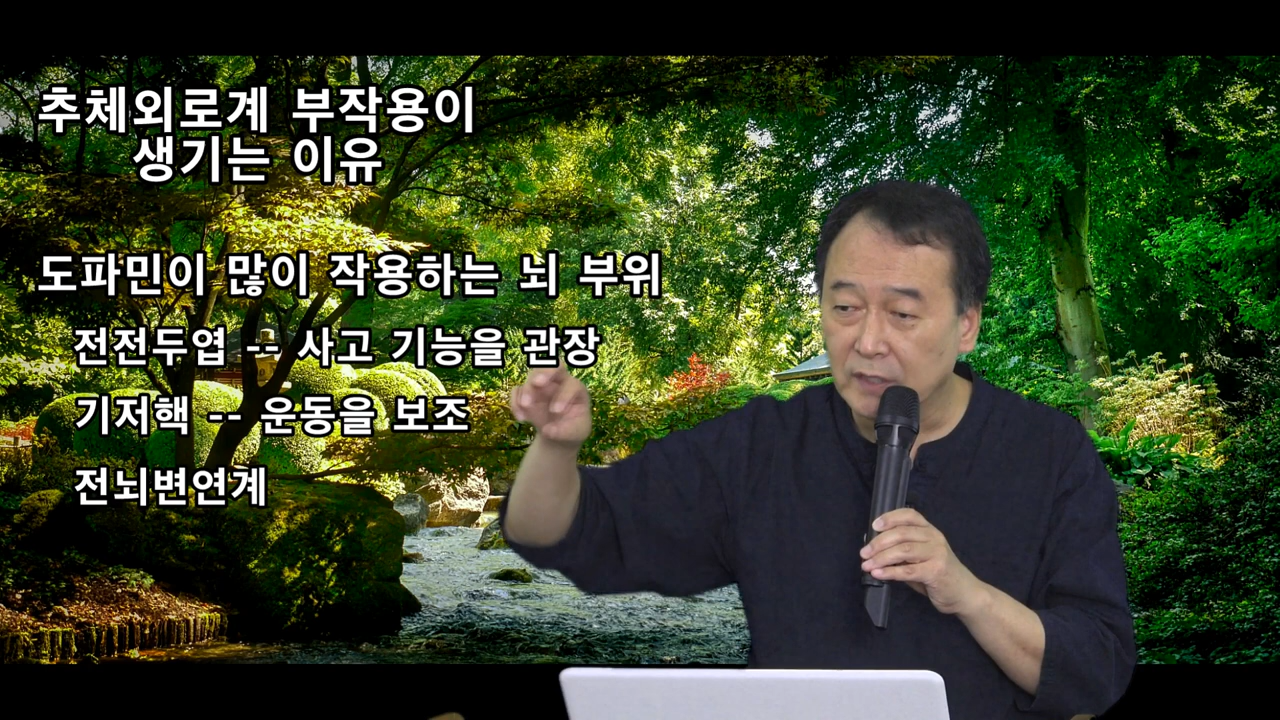 추체외로계 부작용이
생기는 이유
도파민이 많이 작용하는 뇌 부위
전전두엽 -- 사고 기능을 관장
기저핵 -- 운동을 보조
전뇌변연계